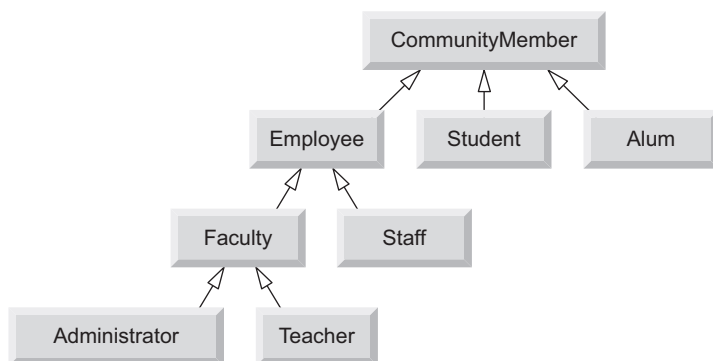 CommunityMember
Employee
Student
Alum
Faculty
Staff
Administrator
Teacher